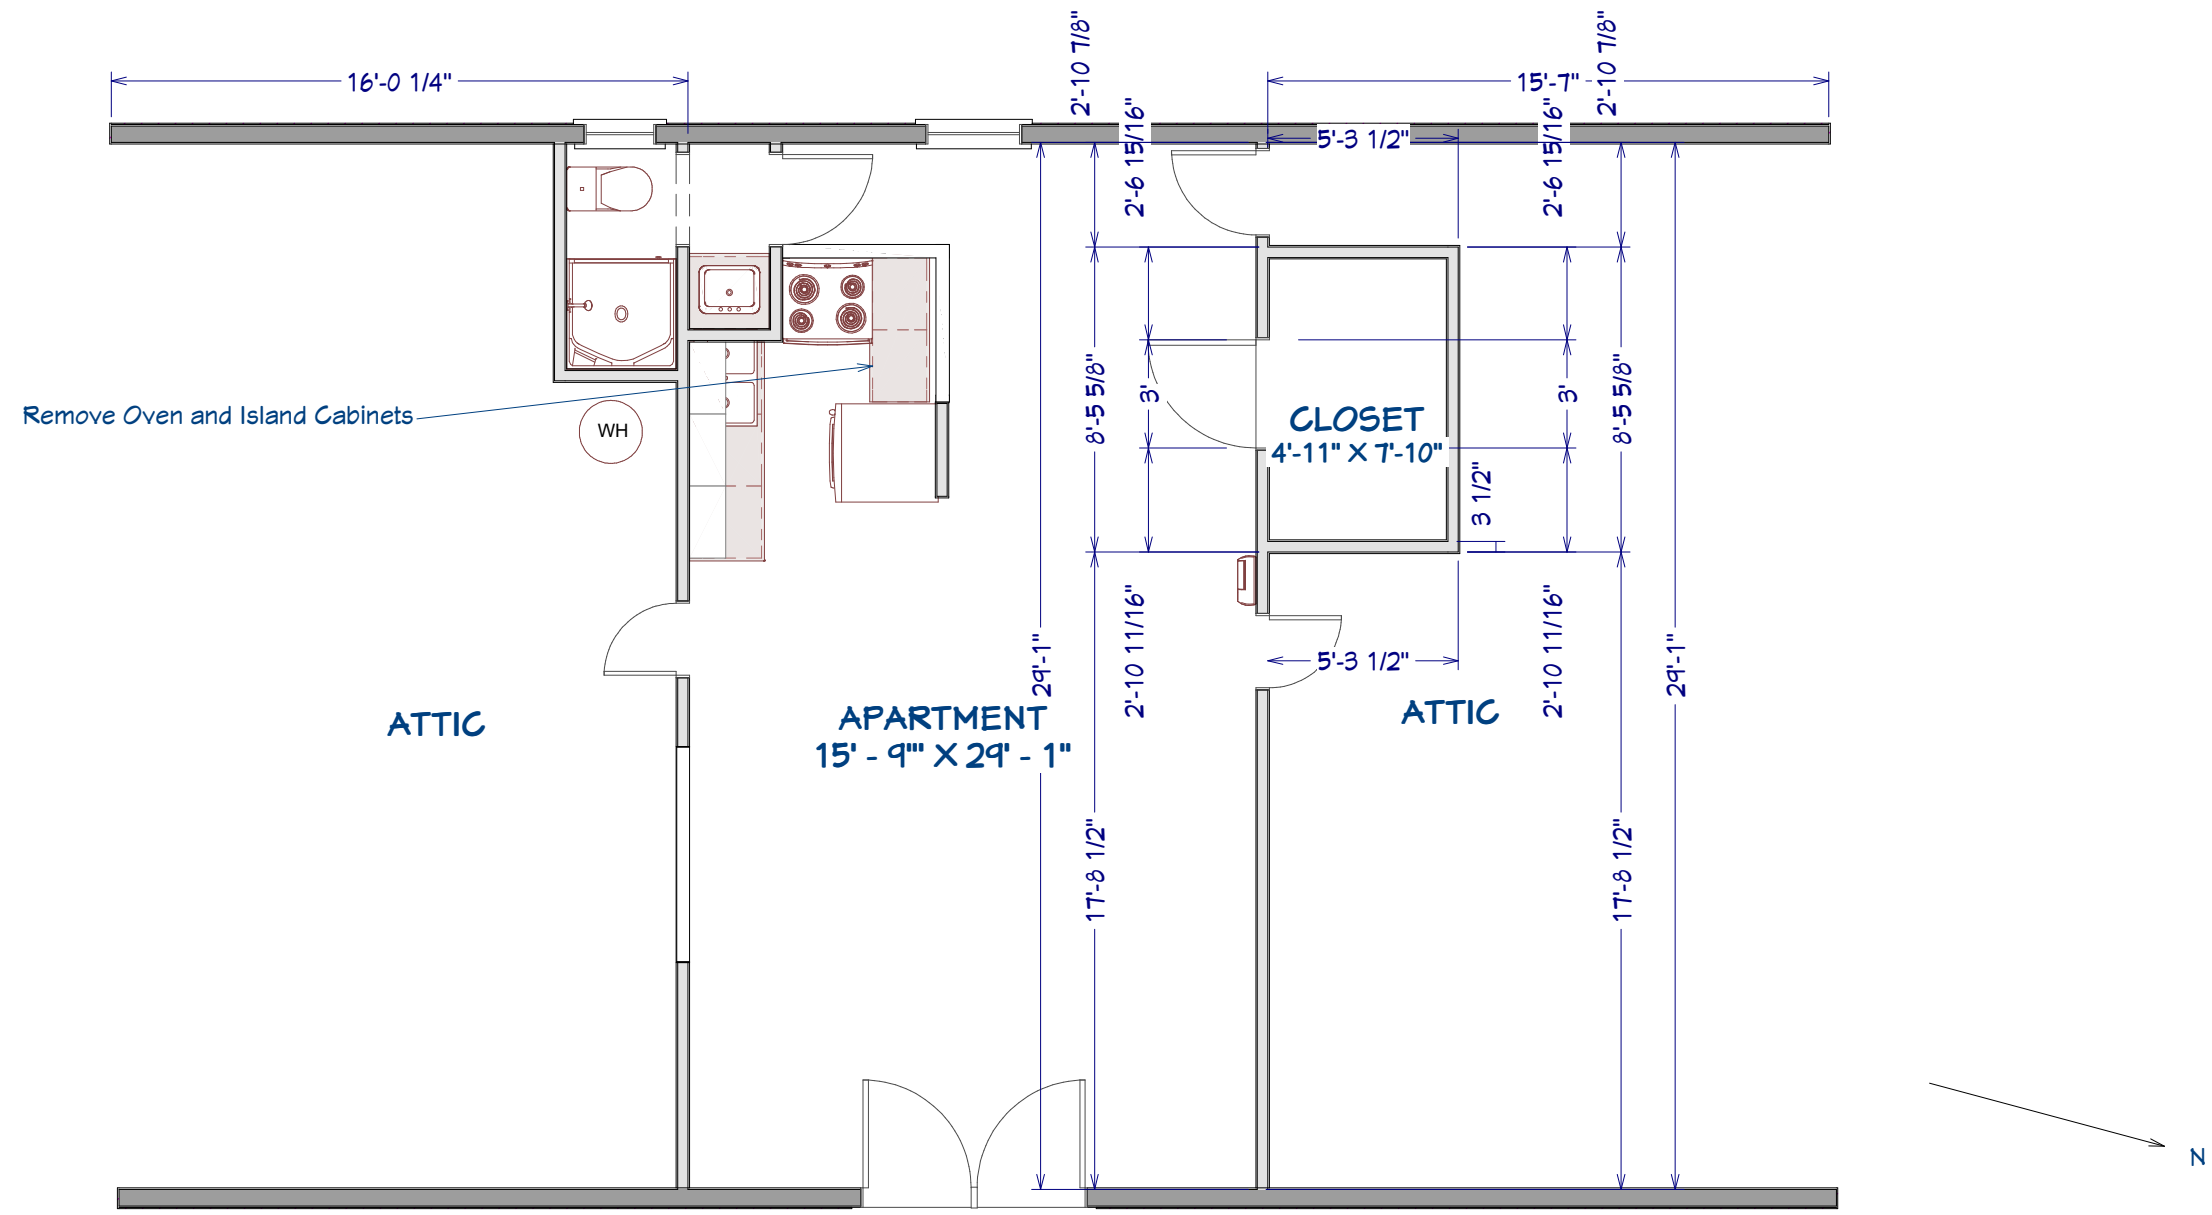 2'-10 7/8"
2'-10 7/8"
16'-0 1/4"
15'-7"
2'-6 15/16"
5'-3 1/2"
2'-6 15/16"
Remove Oven and Island Cabinets
WH
8'-5 5/8"
3'
CLOSET
4'-11" X 7'-10"
3'
8'-5 5/8"
3 1/2"
29'-1"
2'-10 11/16"
5'-3 1/2"
2'-10 11/16"
29'-1"
ATTIC
APARTMENT
15' - 9"' X 29' - 1"
ATTIC
17'-8 1/2"
17'-8 1/2"
N